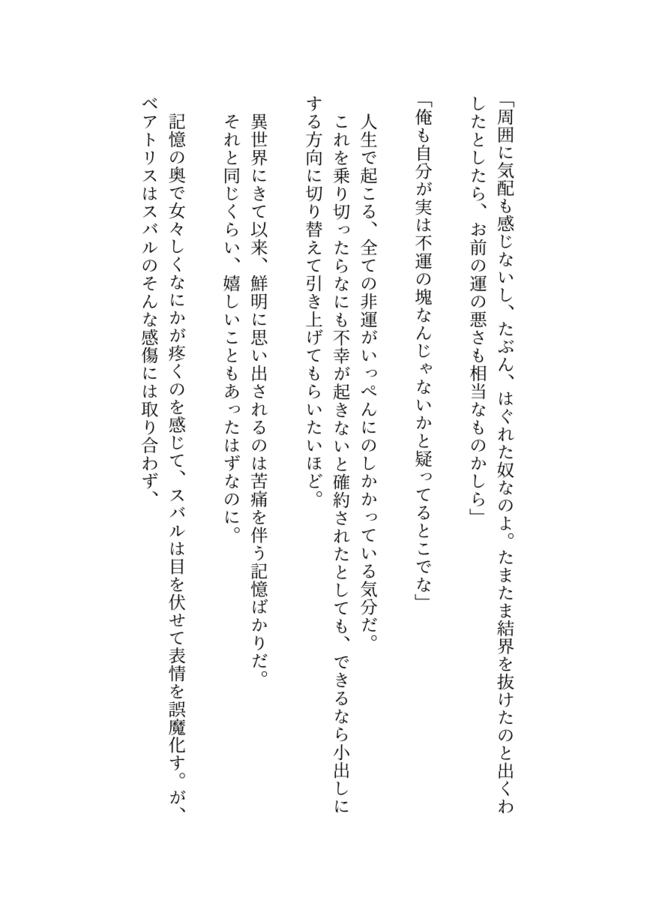 「周囲に気配も感じないし、たぶん、はぐれた奴なのよ。たまたま結界を抜けたのと出くわ
したとしたら、お前の運の悪さも相当なものかしら」
「俺も自分が実は不運の塊なんじゃないかと疑ってるとこでな」
　人生で起こる、全ての非運がいっぺんにのしかかっている気分だ。
　これを乗り切ったらなにも不幸が起きないと確約されたとしても、できるなら小出しに
する方向に切り替えて引き上げてもらいたいほど。
　異世界にきて以来、鮮明に思い出されるのは苦痛を伴う記憶ばかりだ。
　それと同じくらい、嬉しいこともあったはずなのに。
　記憶の奥で女々しくなにかが疼くのを感じて、スバルは目を伏せて表情を誤魔化す。が、
ベアトリスはスバルのそんな感傷には取り合わず、